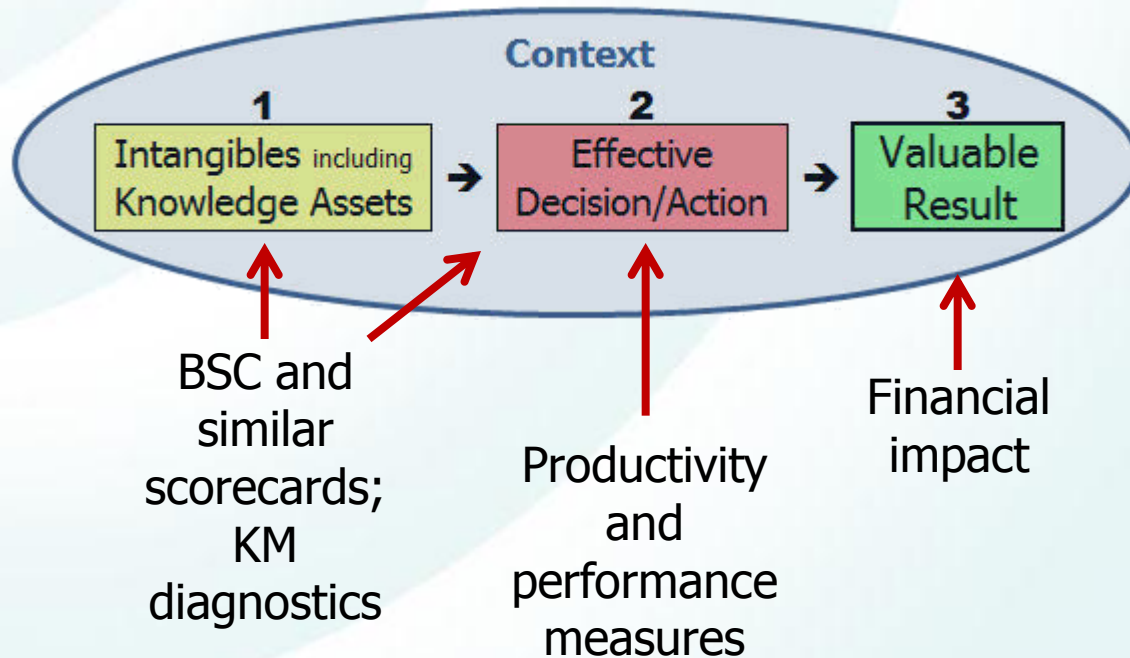 Context
1
Intangibles including
Knowledge Assets
➔
2
Effective
Decision/Action
➔
3
Valuable
Result
BSC and
similar
scorecards;
KM
diagnostics
Productivity
and
performance
measures
Financial
impact